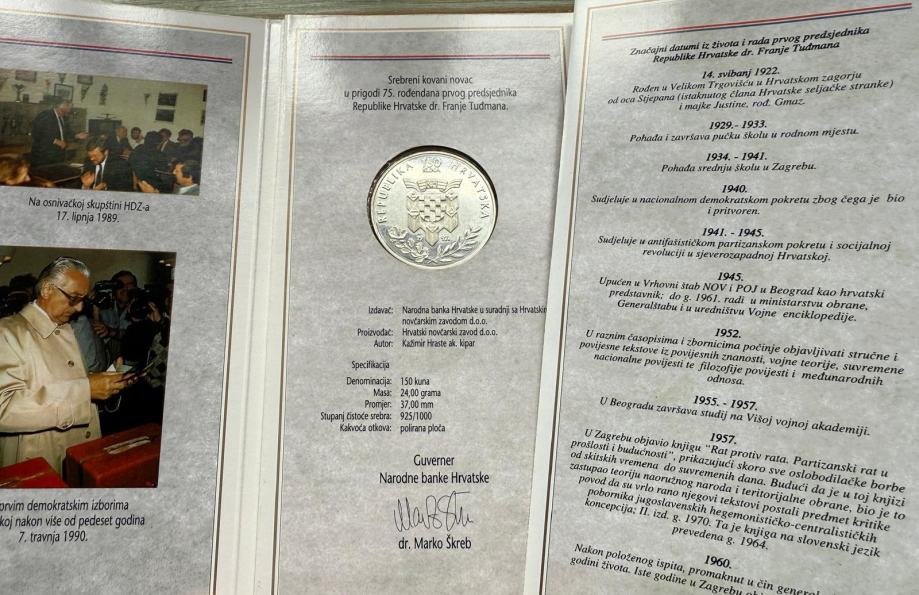 Na osnivačkoj skupštini HDZ-a
17. lipnja 1989.
prvim demokratskim izborima
koj nakon više od pedeset godina
7. travnja 1990.
Srebreni kovani novac
u prigodi 75. rođendana prvog predsjednika
Republike Hrvatske dr. Franje Tuđmana.
REPUBLIKA HRVATSKA
150
Izdavač: Narodna banka Hrvatske u suradnji sa Hrvatskim
novčarskim zavodom d.o.o.
Proizvođač: Hrvatski novčarski zavod d.o.o.
Autor: Kažimir Hraste ak. kipar
Specifikacija
Denominacija: 150 kuna
Masa: 24,00 grama
Promjer: 37,00 mm
Stupanj čistoće srebra: 925/1000
Kakvoća otkova: polirana ploča
Guverner
Narodne banke Hrvatske
dr. Marko Škreb
Značajni datumi iz života i rada prvog predsjednika
Republike Hrvatske dr. Franje Tuđmana
14. svibanj 1922.
Rođen u Velikom Trgovišću u Hrvatskom zagorju
od oca Stjepana (istaknutog člana Hrvatske seljačke stranke)
i majke Justine, rođ. Gmaz.
1929.- 1933.
Pohađa i završava pučku školu u rodnom mjestu.
1934. - 1941.
Pohađa srednju školu u Zagrebu.
1940.
Sudjeluje u nacionalnom demokratskom pokretu zbog čega je bio
i pritvoren.
1941. - 1945.
Sudjeluje u antifašističkom partizanskom pokretu i socijalnoj
revoluciji u sjeverozapadnoj Hrvatskoj.
1945.
Upućen u Vrhovni štab NOV i POJ u Beograd kao hrvatski
predstavnik; do g. 1961. radi u ministarstvu obrane,
Generalštabu i u uredništvu Vojne enciklopedije.
1952.
U raznim časopisima i zbornicima počinje objavljivati stručne i
povijesne tekstove iz povijesnih znanosti, vojne teorije, suvremene
nacionalne povijesti te filozofije povijesti i međunarodnih
odnosa.
1955. - 1957.
U Beogradu završava studij na Višoj vojnoj akademiji.
1957.
U Zagrebu objavio knjigu "Rat protiv rata. Partizanski rat u
prošlosti i budućnosti", prikazujući skoro sve osloboditačke borbe
od skitskih vremena do suvremenih dana. Budući da je u toj knjizi
zastupao teoriju naoružnog naroda i teritorijalne obrane, bio je to
povod da su vrlo rano njegovi tekstovi postali predmet kritike
pobornika jugoslavenskih hegemonističko-centralističkih
koncepcija; II. izd. g. 1970. Ta je knjiga na slovenski jezik
prevedena g. 1964.
1960.
Nakon položenog ispita, promaknut u čin general
godini života. Iste godine u Zagrebu